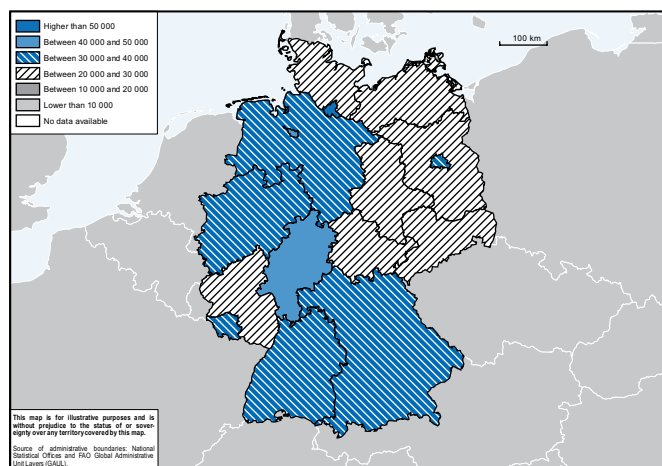 Higher than 50 000
Between 40 000 and 50 000
Between 30 000 and 40 000
Between 20 000 and 30 000
Between 10 000 and 20 000
Lower than 10 000
No data available
100 km
This map is for illustrative purposes and is
without prejudice to the status of or sover-
eignty over any territory covered by this map.
Source of administrative boundaries: National
Statistical Offices and FAO Global Administrative
Unit Layers (GAUL).